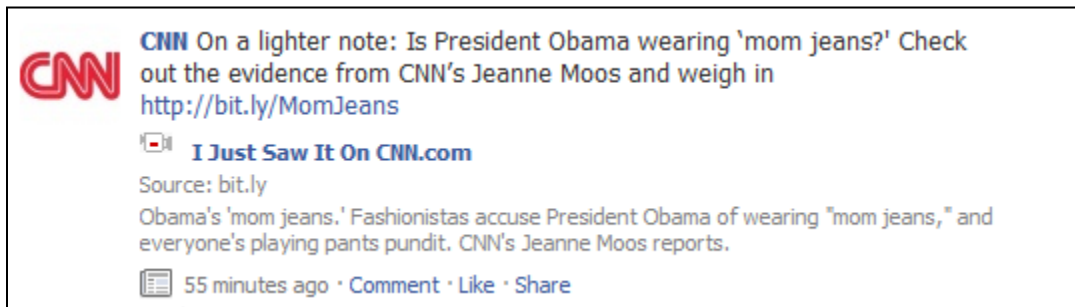 CNN
CNN On a lighter note: Is President Obama wearing ‘mom jeans?' Check
out the evidence from CNN’s Jeanne Moos and weigh in
http://bit.ly/MomJeans
I Just Saw It On CNN.com
Source: bit.ly
Obama's 'mom jeans.' Fashionistas accuse President Obama of wearing "mom jeans," and
everyone's playing pants pundit. CNN's Jeanne Moos reports.
55 minutes ago · Comment · Like · Share